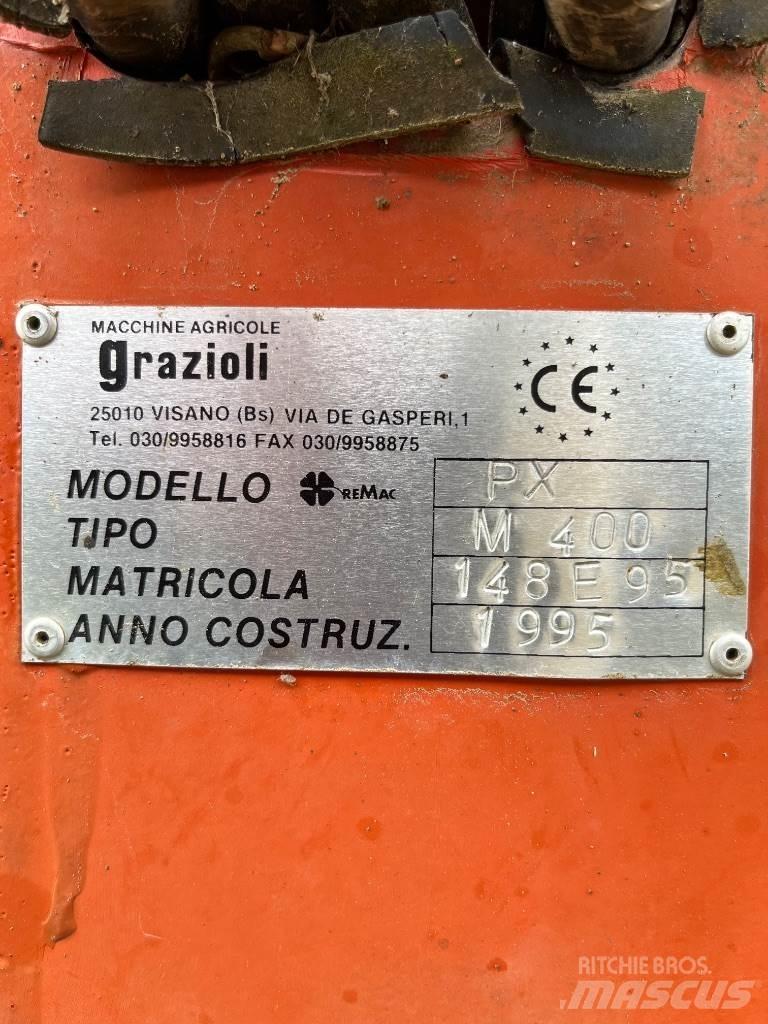 MACCHINE AGRICOLE
grazioli
CE
25010 VISANO (Bs) VIA DE GASPERI,1
Tel. 030/9958816 FAX 030/9958875
MODELLO REMAC PX
TIPO M 400
MATRICOLA 148E95
ANNO COSTRUZ. 1995
RITCHIE BROS.
MASCUS